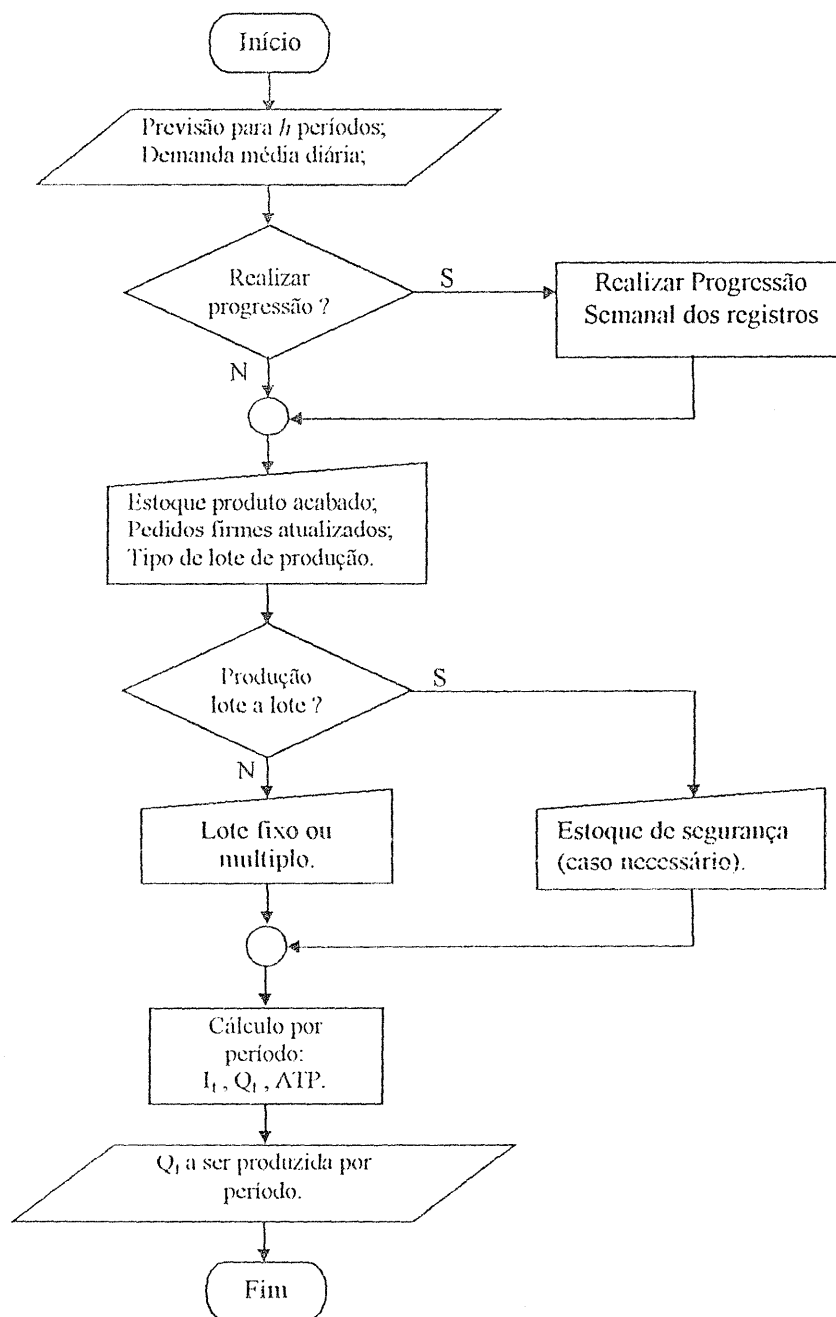 Início
Previsão para h períodos;
Demanda média diária;
Realizar
progressão ?
S
Realizar Progressão
Semanal dos registros
N
Estoque produto acabado;
Pedidos firmes atualizados;
Tipo de lote de produção.
Produção
lote a lote ?
S
N
Lote fixo ou
multiplo.
Estoque de segurança
(caso necessário).
Cálculo por
período:
It , Qt , ATP.
Qt a ser produzida por
período.
Fim